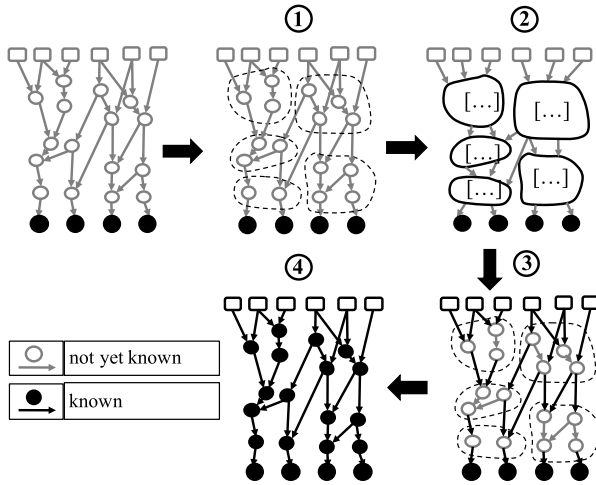 ① ②
[...] [...]
[...]
[...] [...]
④ ③
not yet known
known